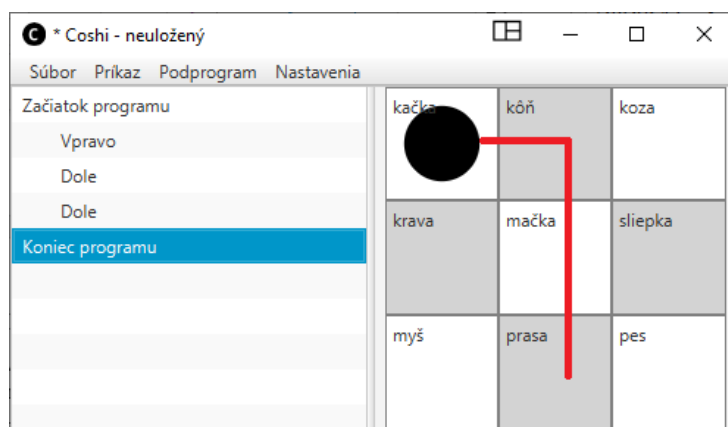 C * Coshi - neuložený
Súbor Príkaz Podprogram Nastavenia
Začiatok programu
Vpravo
Dole
Dole
Koniec programu
kačka kôň koza
krava mačka sliepka
myš prasa pes